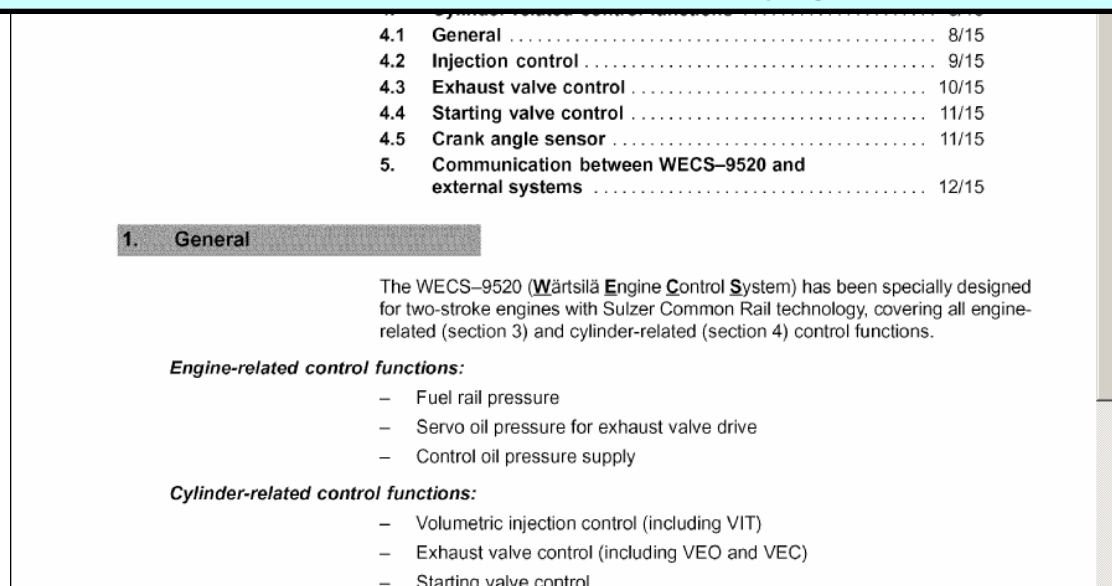 4. Cylinder-related control functions
4.1 General ........................................ 8/15
4.2 Injection control ........................................ 9/15
4.3 Exhaust valve control ........................................ 10/15
4.4 Starting valve control ........................................ 11/15
4.5 Crank angle sensor ........................................ 11/15
5. Communication between WECS–9520 and
external systems ........................................ 12/15
1. General
The WECS–9520 (Wärtsilä Engine Control System) has been specially designed
for two-stroke engines with Sulzer Common Rail technology, covering all engine-
related (section 3) and cylinder-related (section 4) control functions.
Engine-related control functions:
– Fuel rail pressure
– Servo oil pressure for exhaust valve drive
– Control oil pressure supply
Cylinder-related control functions:
– Volumetric injection control (including VIT)
– Exhaust valve control (including VEO and VEC)
– Starting valve control